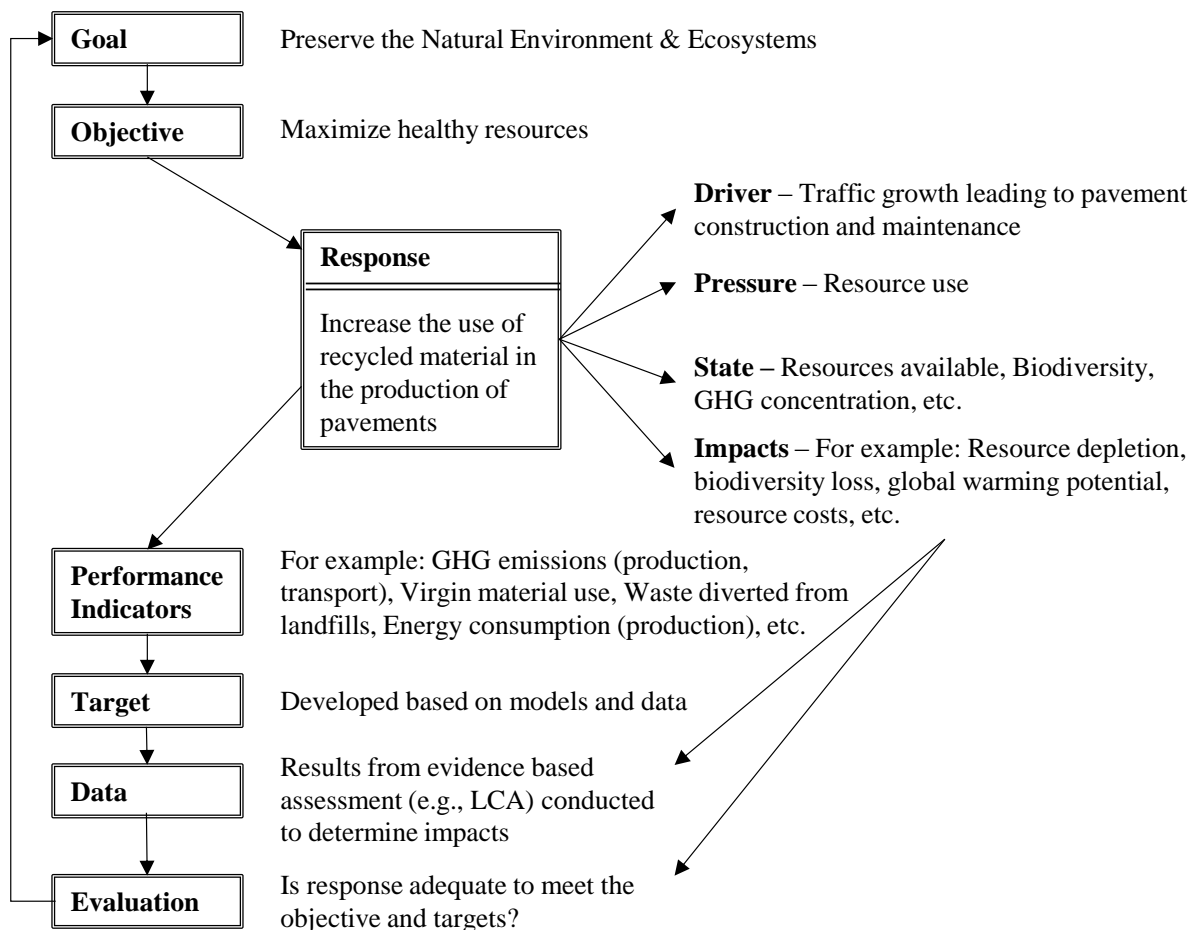 Goal
Preserve the Natural Environment & Ecosystems
Objective
Maximize healthy resources
Driver – Traffic growth leading to pavement
construction and maintenance
Response
Increase the use of
recycled material in
the production of
pavements
Pressure – Resource use
State – Resources available, Biodiversity,
GHG concentration, etc.
Impacts – For example: Resource depletion,
biodiversity loss, global warming potential,
resource costs, etc.
Performance
Indicators
For example: GHG emissions (production,
transport), Virgin material use, Waste diverted from
landfills, Energy consumption (production), etc.
Target
Developed based on models and data
Data
Results from evidence based
assessment (e.g., LCA) conducted
to determine impacts
Evaluation
Is response adequate to meet the
objective and targets?